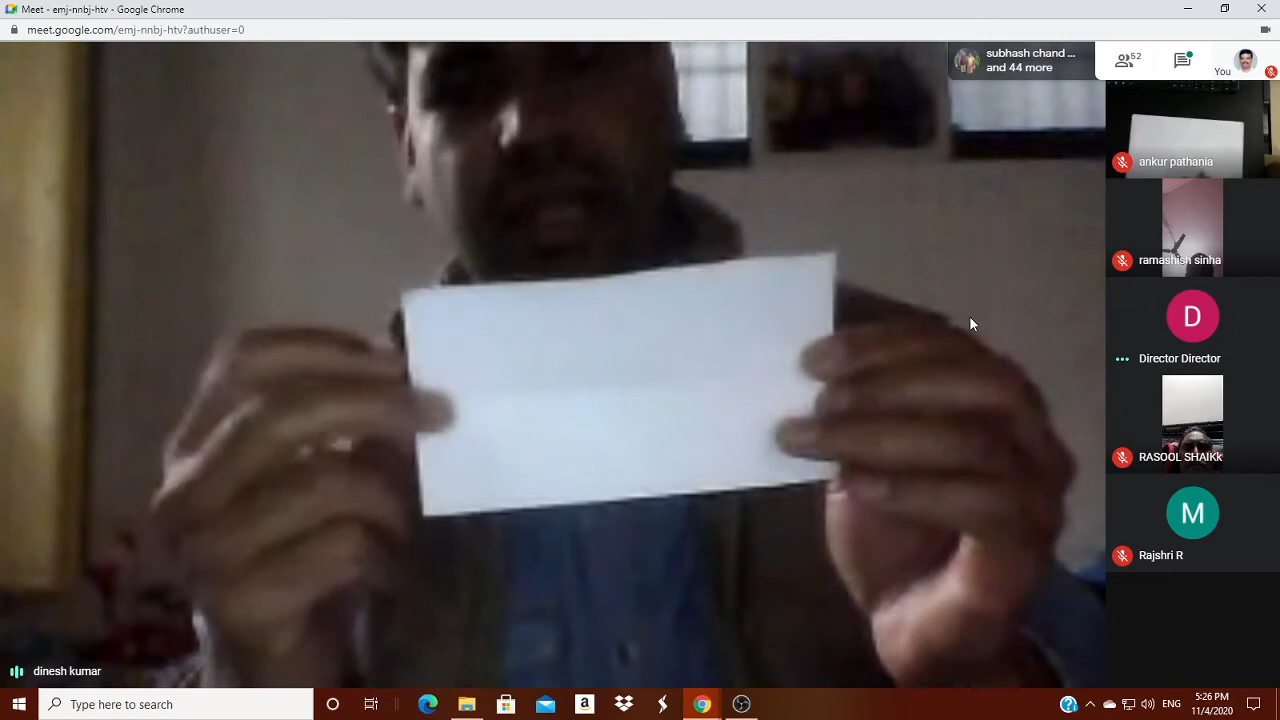 Meet - emj-nnbj-htv - Google Chrome
meet.google.com/emj-nnbj-htv?authuser=0
subhash chand ...
and 44 more
52
You
ankur pathania
ramashish sinha
D
Director Director
RASOOL SHAIKk
M
Rajshri R
dinesh kumar
Type here to search
a
ENG
5:26 PM
11/4/2020